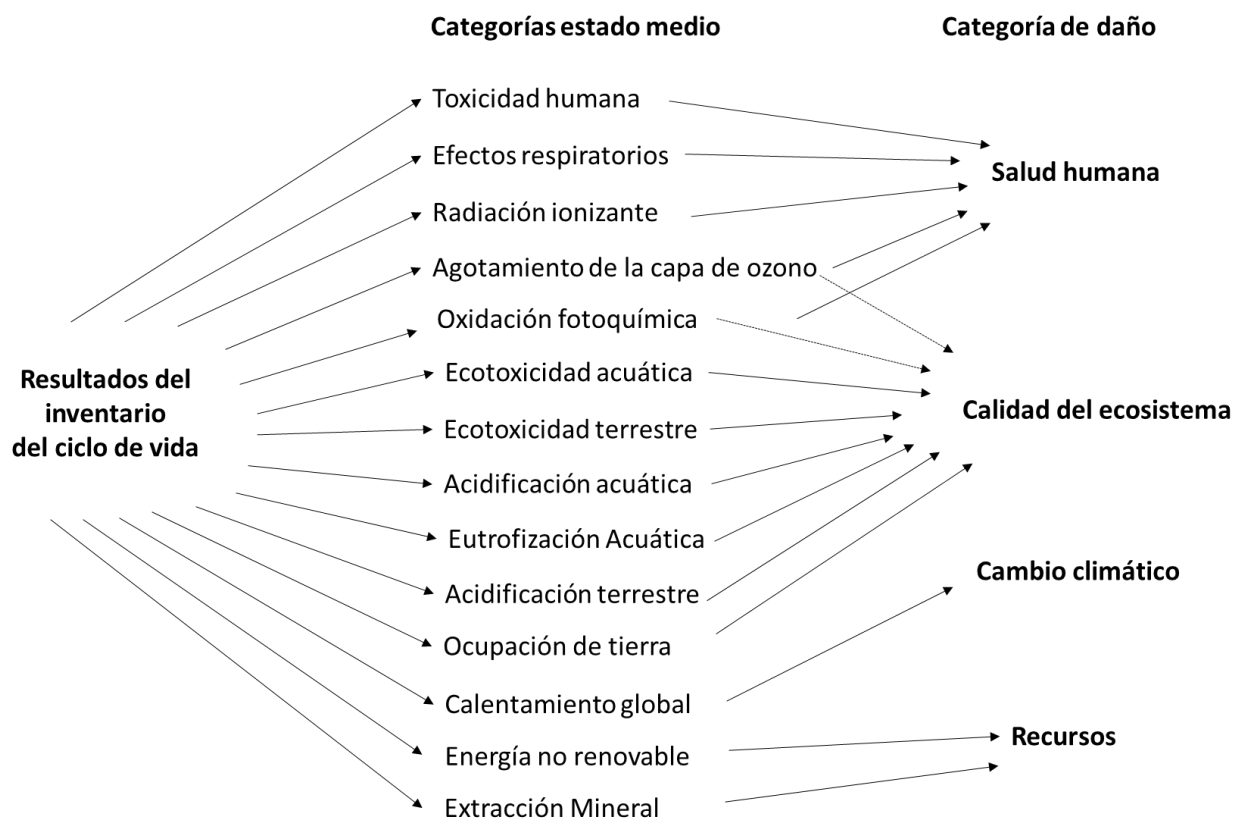 Categorías estado medio
Categoría de daño
Toxicidad humana
Efectos respiratorios
Salud humana
Radiación ionizante
Agotamiento de la capa de ozono
Oxidación fotoquímica
Resultados del
inventario
del ciclo de vida
Ecotoxicidad acuática
Calidad del ecosistema
Ecotoxicidad terrestre
Acidificación acuática
Eutrofización Acuática
Cambio climático
Acidificación terrestre
Ocupación de tierra
Calentamiento global
Recursos
Energía no renovable
Extracción Mineral